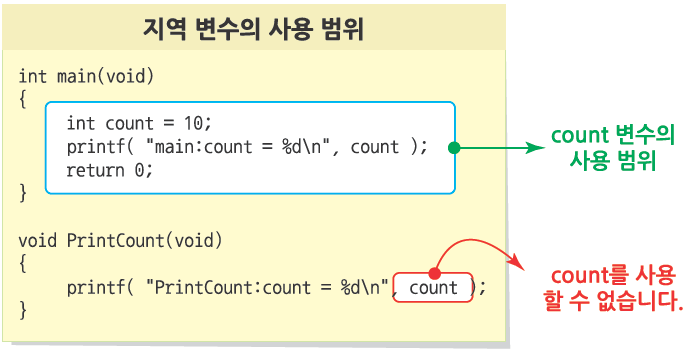 지역 변수의 사용 범위
int main(void)
{
int count = 10;
printf( "main:count = %d\n", count );
return 0;
}
count 변수의
사용 범위
void PrintCount(void)
{
printf( "PrintCount:count = %d\n", count );
}
count를 사용
할 수 없습니다.